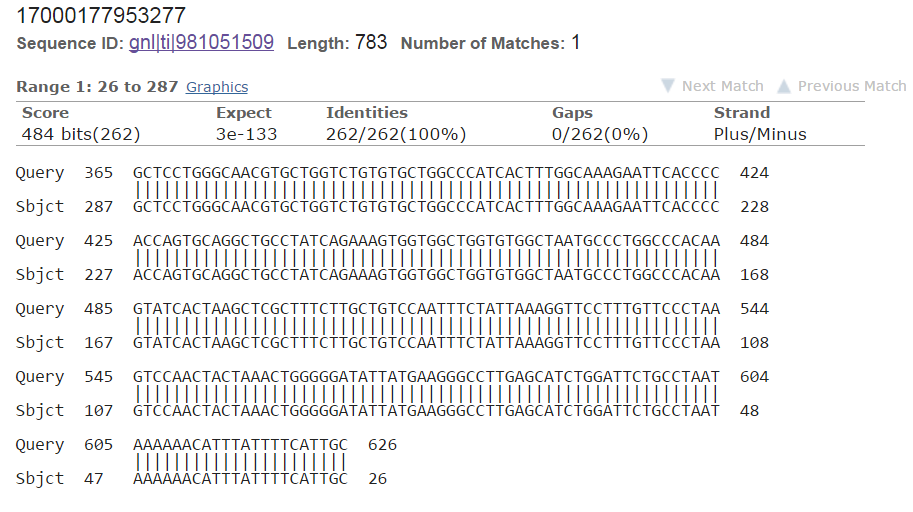 17000177953277
Sequence ID: gnl|ti|981051509 Length: 783 Number of Matches: 1
Range 1: 26 to 287 Graphics Next Match Previous Match
Score Expect Identities Gaps Strand
484 bits(262) 3e-133 262/262(100%) 0/262(0%) Plus/Minus
Query 365 GCTCCTGGGCAACGTGCTGGTCTGTGTGCTGGCCCATCACTTTGGCAAAGAATTCACCCC 424
Sbjct 287 GCTCCTGGGCAACGTGCTGGTCTGTGTGCTGGCCCATCACTTTGGCAAAGAATTCACCCC 228
Query 425 ACCAGTGCAGGCTGCCTATCAGAAAGTGGTGGCTGGTGTGGCTAATGCCCTGGCCCACAA 484
Sbjct 227 ACCAGTGCAGGCTGCCTATCAGAAAGTGGTGGCTGGTGTGGCTAATGCCCTGGCCCACAA 168
Query 485 GTATCACTAAGCTCGCTTTCTTGCTGTCCAATTTCTATTAAAGGTTCCTTTGTTCCCTAA 544
Sbjct 167 GTATCACTAAGCTCGCTTTCTTGCTGTCCAATTTCTATTAAAGGTTCCTTTGTTCCCTAA 108
Query 545 GTCCAACTACTAAACTGGGGGATATTATGAAGGGCCTTGAGCATCTGGATTCTGCCTAAT 604
Sbjct 107 GTCCAACTACTAAACTGGGGGATATTATGAAGGGCCTTGAGCATCTGGATTCTGCCTAAT 48
Query 605 AAAAAACATTTATTTTCATTGC 626
Sbjct 47 AAAAAACATTTATTTTCATTGC 26